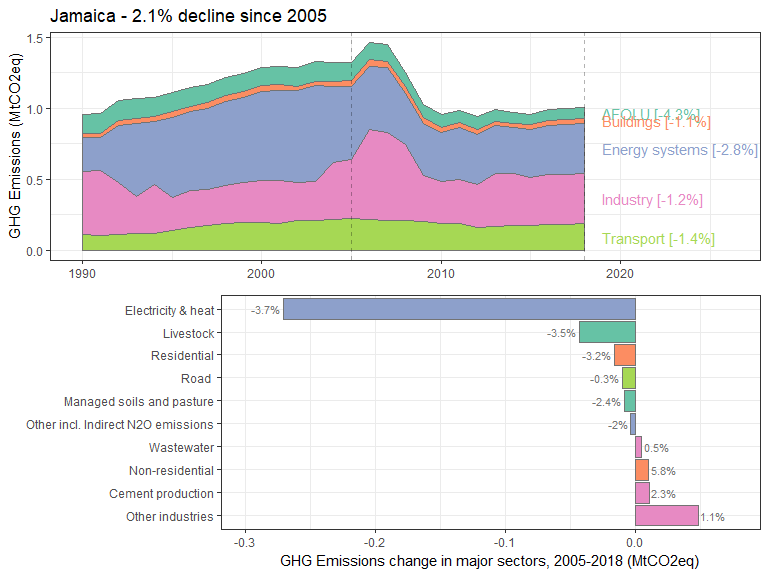 Jamaica - 2.1% decline since 2005
GHG Emissions (MtCO2eq)
1.5
1.0
0.5
0.0
AFOLU [-4.3%]
Buildings [-1.1%]
Energy systems [-2.8%]
Industry [-1.2%]
Transport [-1.4%]
1990
2000
2010
2020
Electricity & heat
-3.7%
Livestock
-3.5%
Residential
-3.2%
Road
-0.3%
Managed soils and pasture
-2.4%
Other incl. Indirect N2O emissions
-2%
Wastewater
0.5%
Non-residential
5.8%
Cement production
2.3%
Other industries
1.1%
-0.3
-0.2
-0.1
0.0
GHG Emissions change in major sectors, 2005-2018 (MtCO2eq)